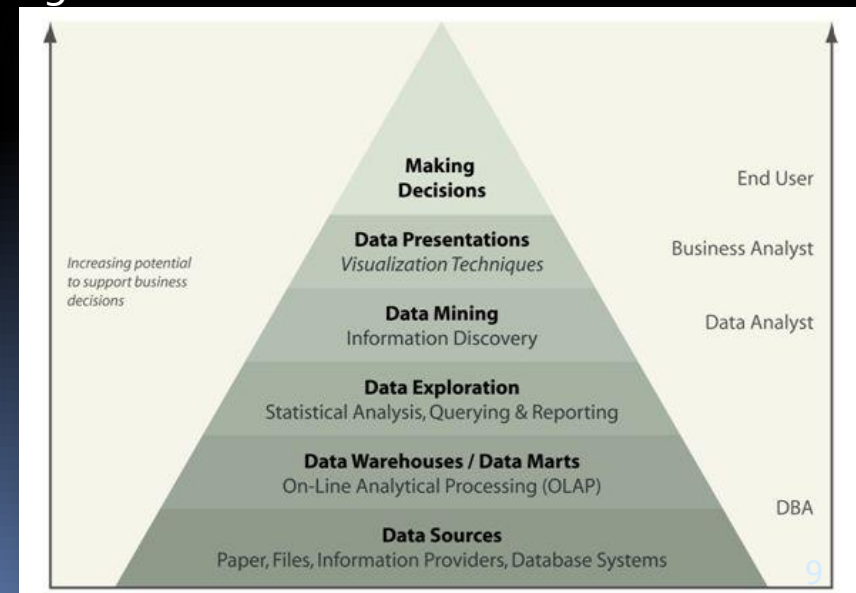 Making
Decisions
End User
Data Presentations
Visualization Techniques
Business Analyst
Increasing potential
to support business
decisions
Data Mining
Information Discovery
Data Analyst
Data Exploration
Statistical Analysis, Querying & Reporting
Data Warehouses / Data Marts
On-Line Analytical Processing (OLAP)
DBA
Data Sources
Paper, Files, Information Providers, Database Systems
9